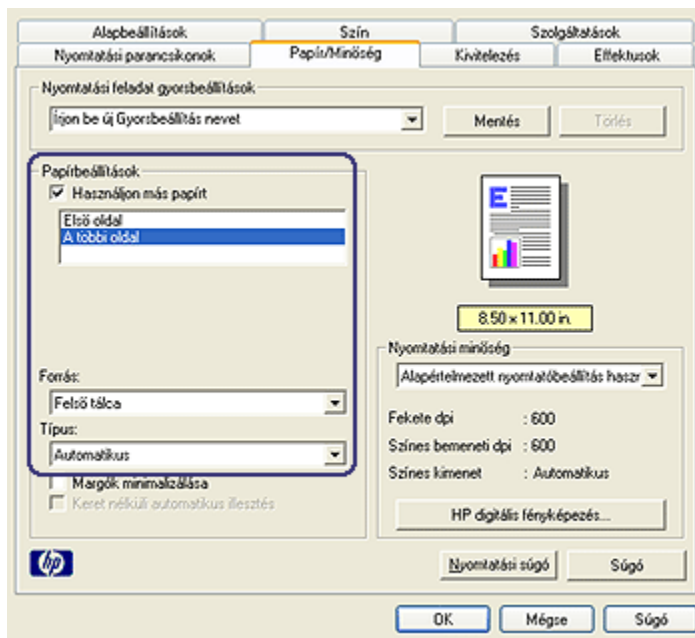 Alapbeállítások
Szín
Szolgáltatások
Nyomtatási parancsikonok
Papír/Minőség
Kivitelezés
Effektusok
Nyomtatási feladat gyorsbeállítások
Írjon be új Gyorsbeállítás nevet
Mentés
Törlés
Papírbeállítások
Használjon más papírt
Első oldal
A többi oldal
8.50 × 11.00 in.
Forrás:
Felső tálca
Típus:
Automatikus
Margók minimalizálása
Keret nélküli automatikus illesztés
Nyomtatási minőség
Alapértelmezett nyomtatóbeállítás haszr
Fekete dpi : 600
Színes bemeneti dpi : 600
Színes kimenet : Automatikus
HP digitális fényképezés...
hp
Nyomtatási súgó
Súgó
OK
Mégse
Súgó